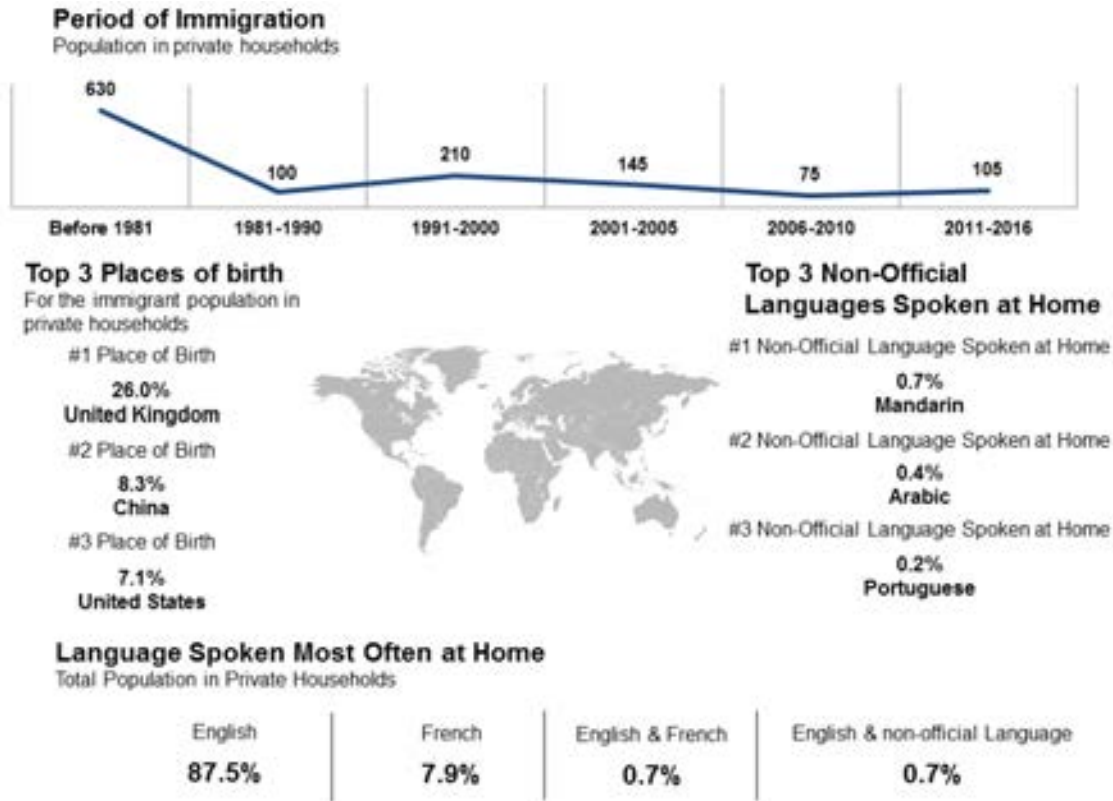 Period of Immigration
Population in private households
630
100
210
145
75
105
Before 1981
1981-1990
1991-2000
2001-2005
2006-2010
2011-2016
Top 3 Places of birth
For the immigrant population in
private households
#1 Place of Birth
26.0%
United Kingdom
#2 Place of Birth
8.3%
China
#3 Place of Birth
7.1%
United States
Top 3 Non-Official
Languages Spoken at Home
#1 Non-Official Language Spoken at Home
0.7%
Mandarin
#2 Non-Official Language Spoken at Home
0.4%
Arabic
#3 Non-Official Language Spoken at Home
0.2%
Portuguese
Language Spoken Most Often at Home
Total Population in Private Households
English
87.5%
French
7.9%
English & French
0.7%
English & non-official Language
0.7%